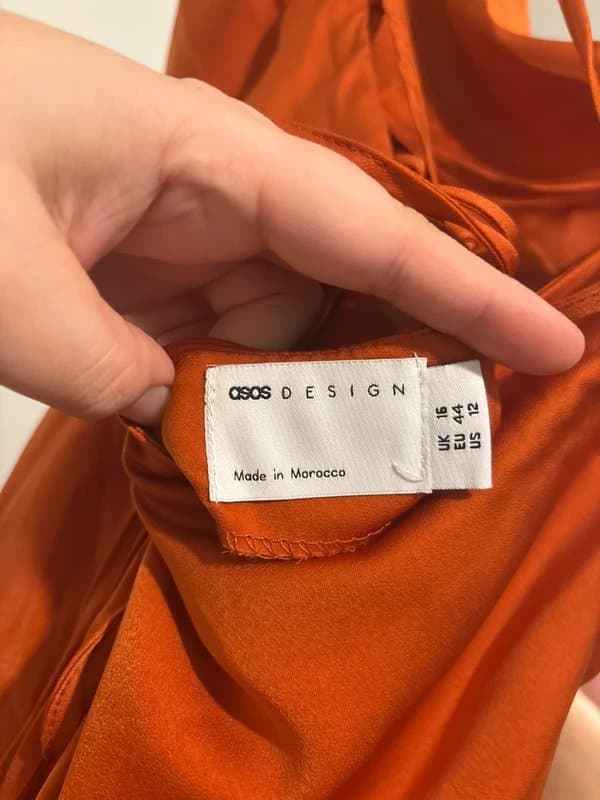 asos DESIGN
Made in Morocco
UK 16
EU 44
US 12